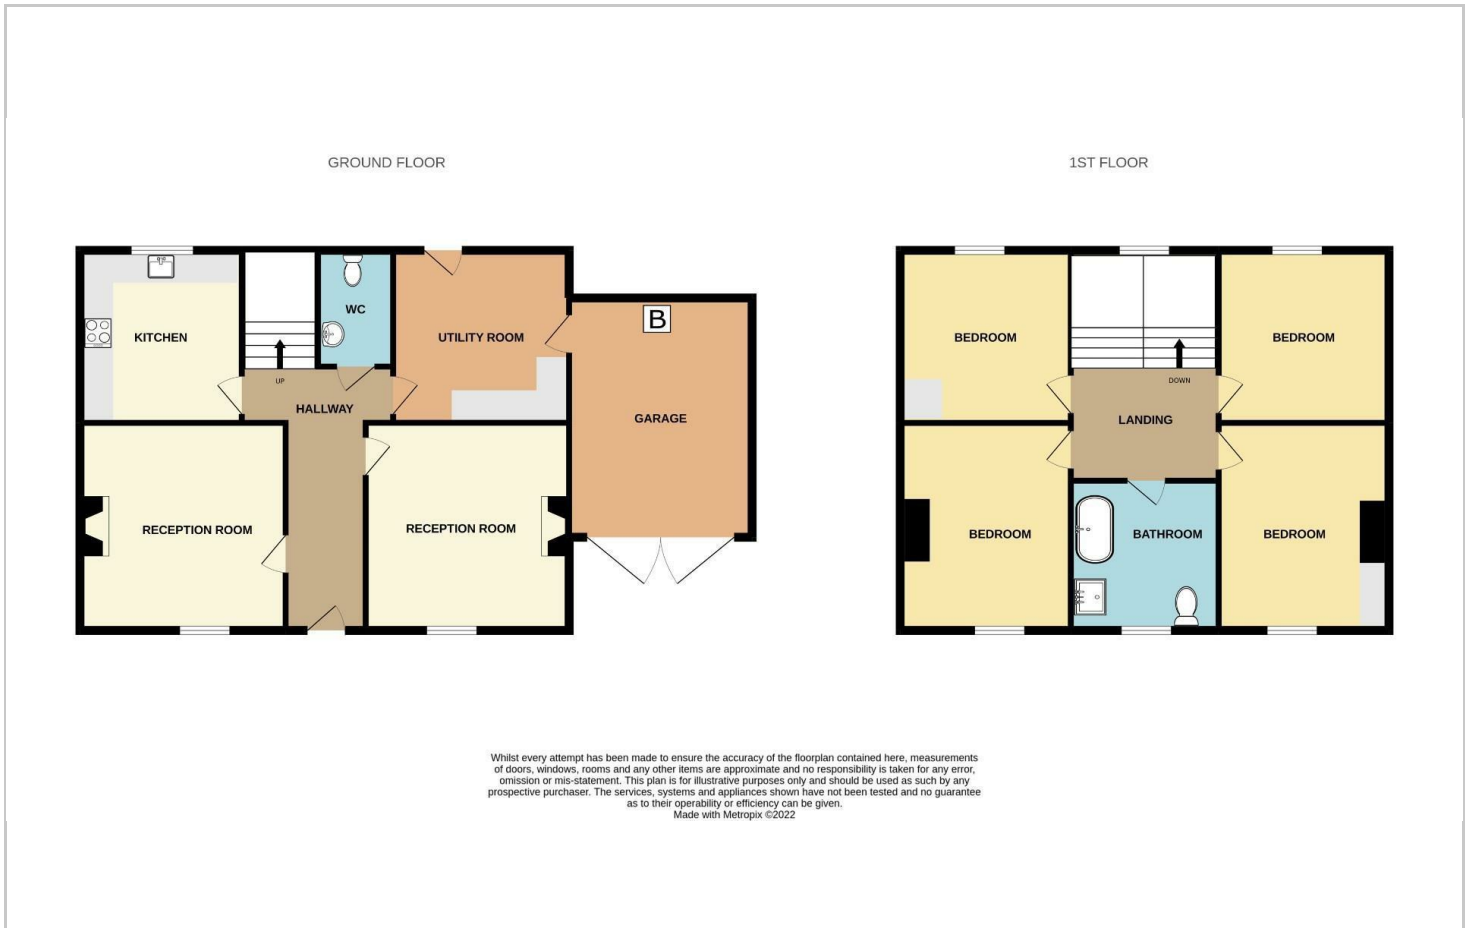 GROUND FLOOR
1ST FLOOR
KITCHEN
UP
WC
UTILITY ROOM
B
HALLWAY
GARAGE
RECEPTION ROOM
RECEPTION ROOM
BEDROOM
BEDROOM
DOWN
LANDING
BEDROOM
BATHROOM
BEDROOM
Whilst every attempt has been made to ensure the accuracy of the floorplan contained here, measurements
of doors, windows, rooms and any other items are approximate and no responsibility is taken for any error,
omission or mis-statement. This plan is for illustrative purposes only and should be used as such by any
prospective purchaser. The services, systems and appliances shown have not been tested and no guarantee
as to their operability or efficiency can be given.
Made with Metropix ©2022